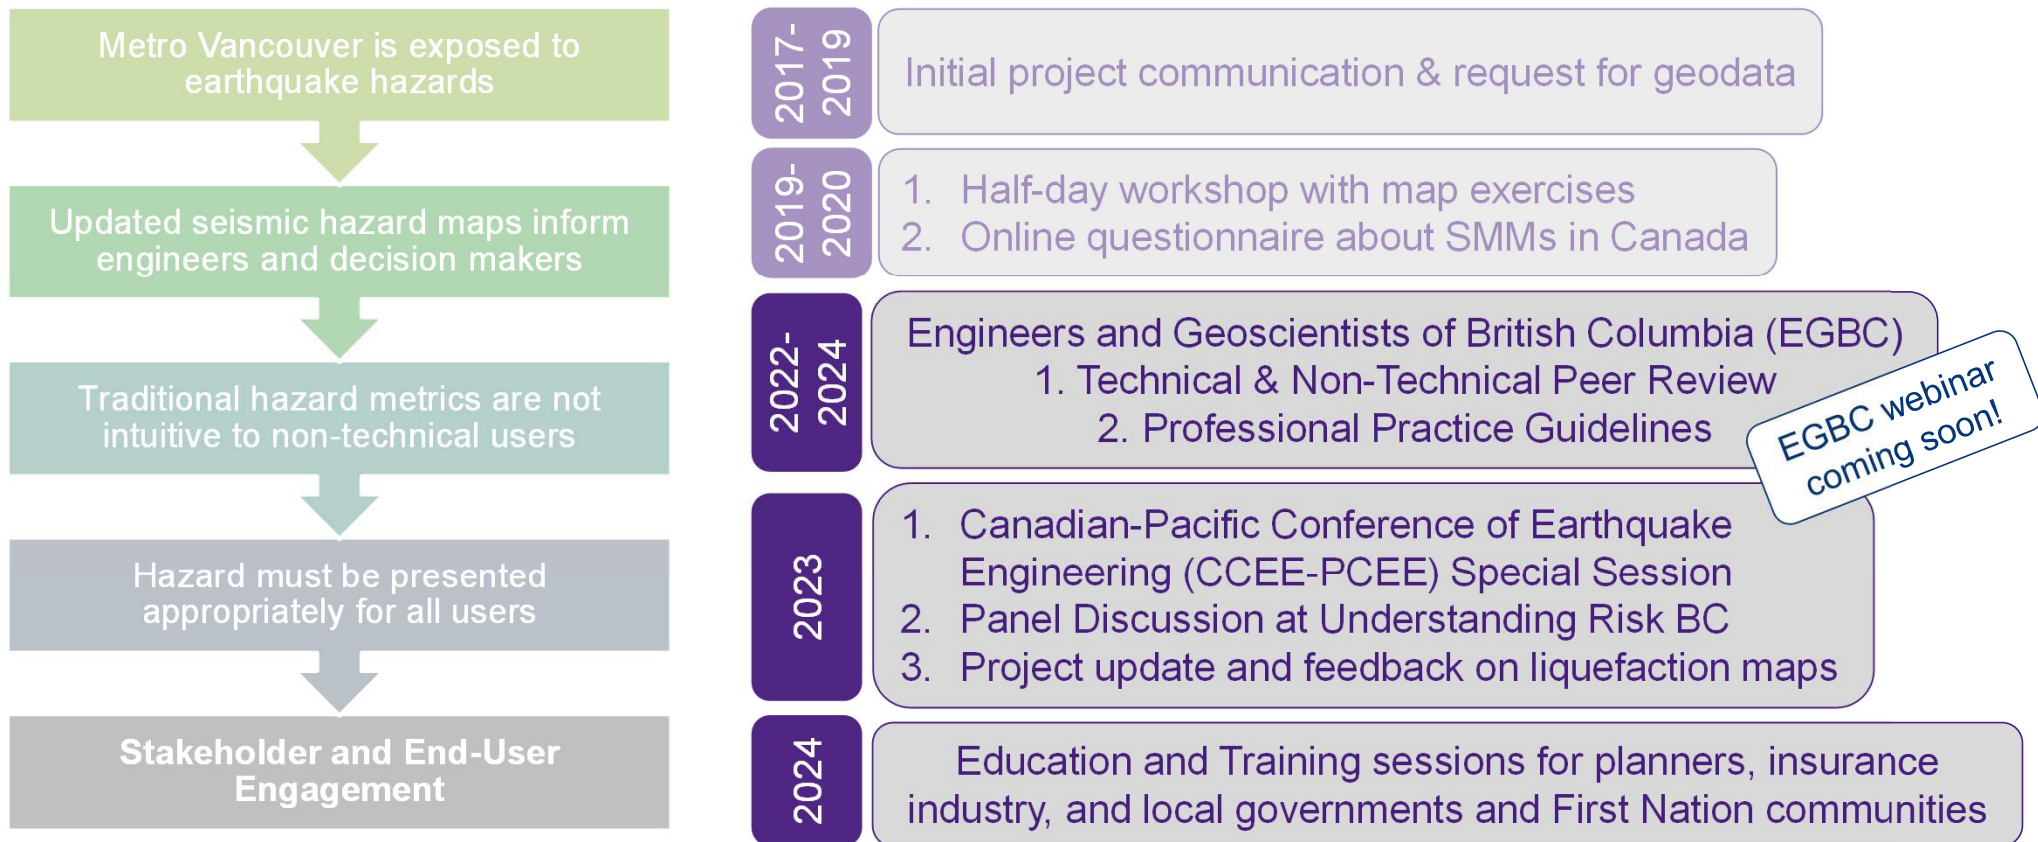 Metro Vancouver is exposed to
earthquake hazards
Updated seismic hazard maps inform
engineers and decision makers
Traditional hazard metrics are not
intuitive to non-technical users
Hazard must be presented
appropriately for all users
Stakeholder and End-User
Engagement
2017-
2019
Initial project communication & request for geodata
2019-
2020
1. Half-day workshop with map exercises
2. Online questionnaire about SMMs in Canada
2022-
2024
Engineers and Geoscientists of British Columbia (EGBC)
1. Technical & Non-Technical Peer Review
2. Professional Practice Guidelines
EGBC webinar
coming soon!
2023
1. Canadian-Pacific Conference of Earthquake
Engineering (CCEE-PCEE) Special Session
2. Panel Discussion at Understanding Risk BC
3. Project update and feedback on liquefaction maps
2024
Education and Training sessions for planners, insurance
industry, and local governments and First Nation communities